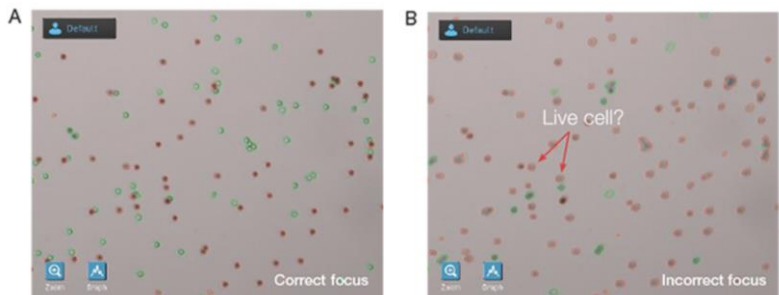 A
Default
Zoom
Graph
Correct focus
B
Default
Live cell?
Zoom
Graph
Incorrect focus